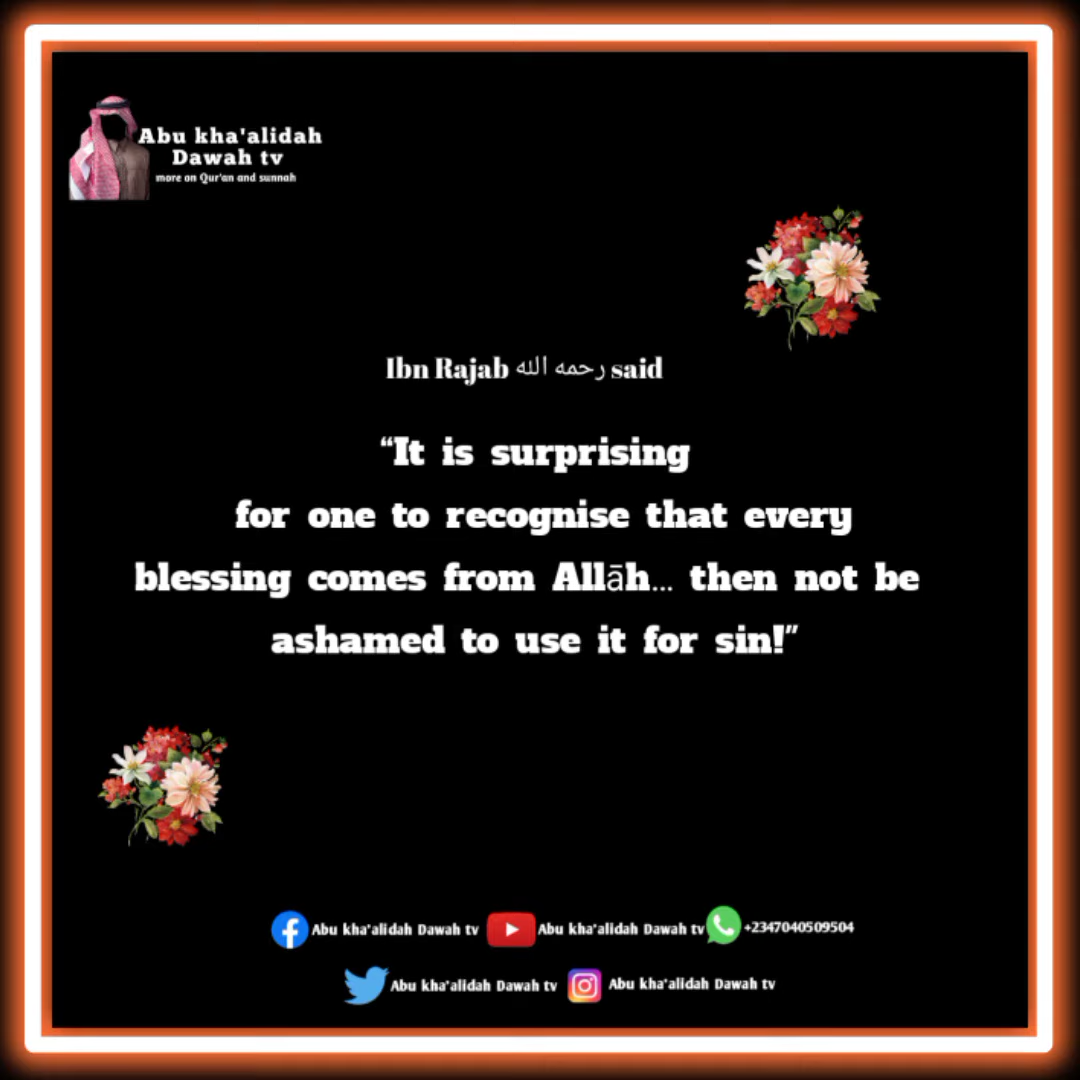 Abu kha'alidah
Dawah tv
more on Qur'an and sunnah
Ibn Rajab رحمه الله said
“It is surprising
for one to recognise that every
blessing comes from Allāh... then not be
ashamed to use it for sin!”
Abu kha'alidah Dawah tv Abu kha'alidah Dawah tv +2347040509504
Abu kha'alidah Dawah tv Abu kha'alidah Dawah tv